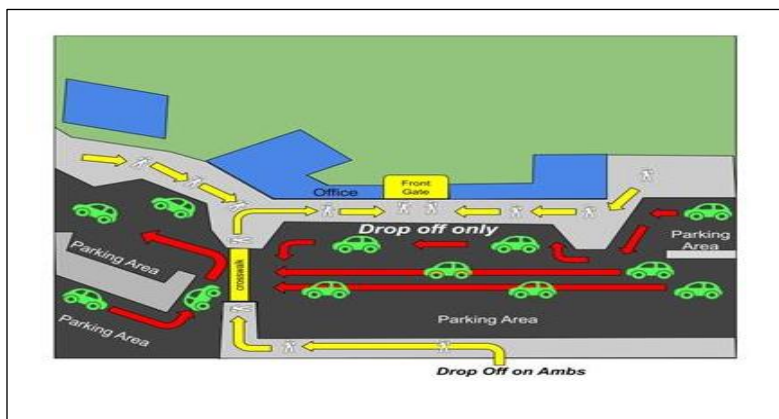 Office
Front
Gate
Drop off only
Parking
Area
Parking Area
crosswalk
Parking Area
Parking Area
Drop Off on Ambs